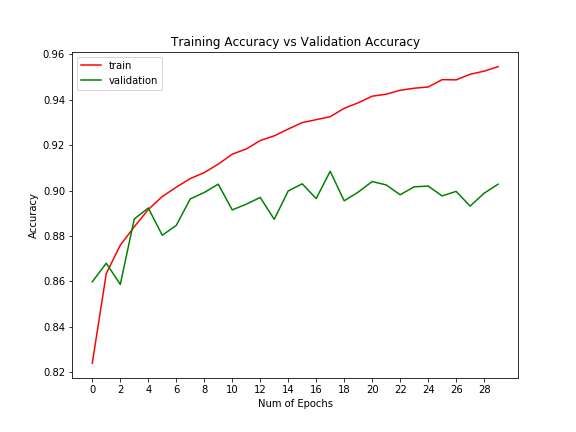 Training Accuracy vs Validation Accuracy
train
validation
0.96
0.94
0.92
0.90
0.88
0.86
0.84
0.82
Accuracy
0 2 4 6 8 10 12 14 16 18 20 22 24 26 28
Num of Epochs